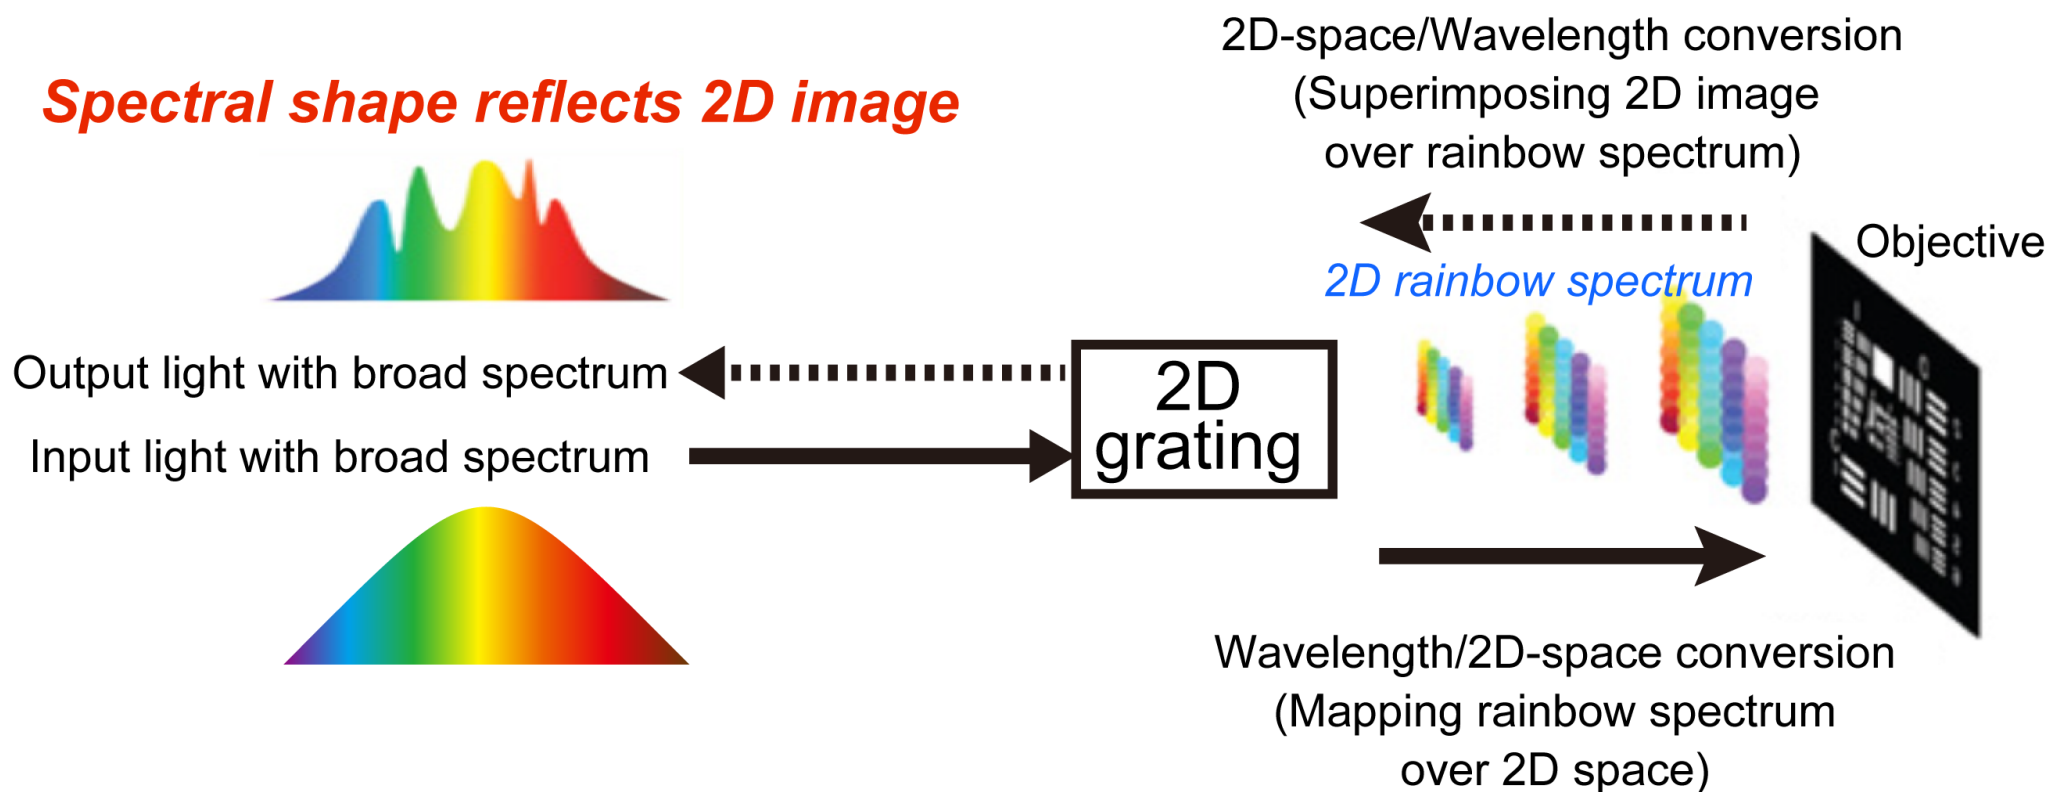 2D-space/Wavelength conversion
(Superimposing 2D image
over rainbow spectrum)
Spectral shape reflects 2D image
Objective
2D rainbow spectrum
Output light with broad spectrum
2D
grating
Input light with broad spectrum
Wavelength/2D-space conversion
(Mapping rainbow spectrum
over 2D space)